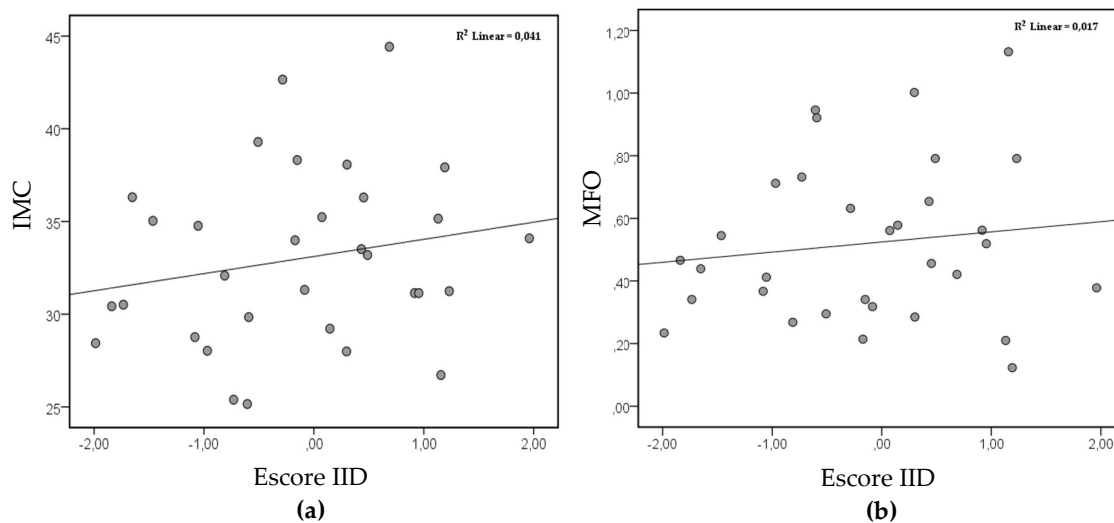 R² Linear = 0,041
45
40
35
30
25
IMC
-2,00
-1,00
,00
1,00
2,00
Escore IID
(a)
R² Linear = 0,017
1,20
1,00
,80
,60
,40
,20
,00
MFO
-2,00
-1,00
,00
1,00
2,00
Escore IID
(b)